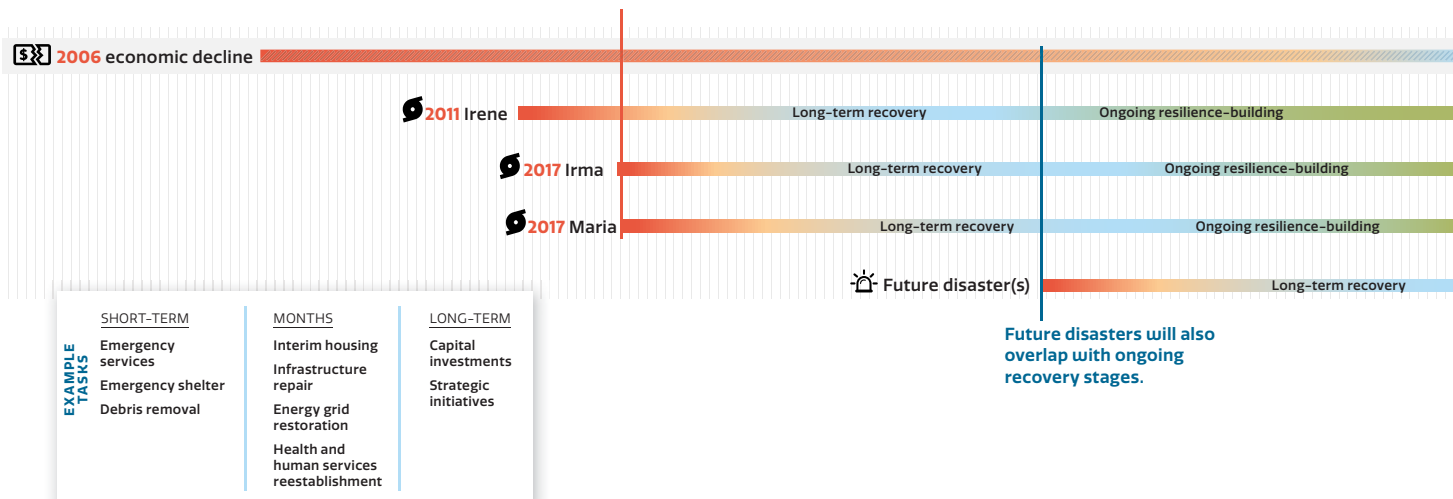 2006 economic decline
2011 Irene
Long-term recovery
Ongoing resilience-building
2017 Irma
Long-term recovery
Ongoing resilience-building
2017 Maria
Long-term recovery
Ongoing resilience-building
Future disaster(s)
Long-term recovery
Future disasters will also
overlap with ongoing
recovery stages.
EXAMPLE
TASKS
SHORT-TERM
Emergency
services
Emergency shelter
Debris removal
MONTHS
Interim housing
Infrastructure
repair
Energy grid
restoration
Health and
human services
reestablishment
LONG-TERM
Capital
investments
Strategic
initiatives